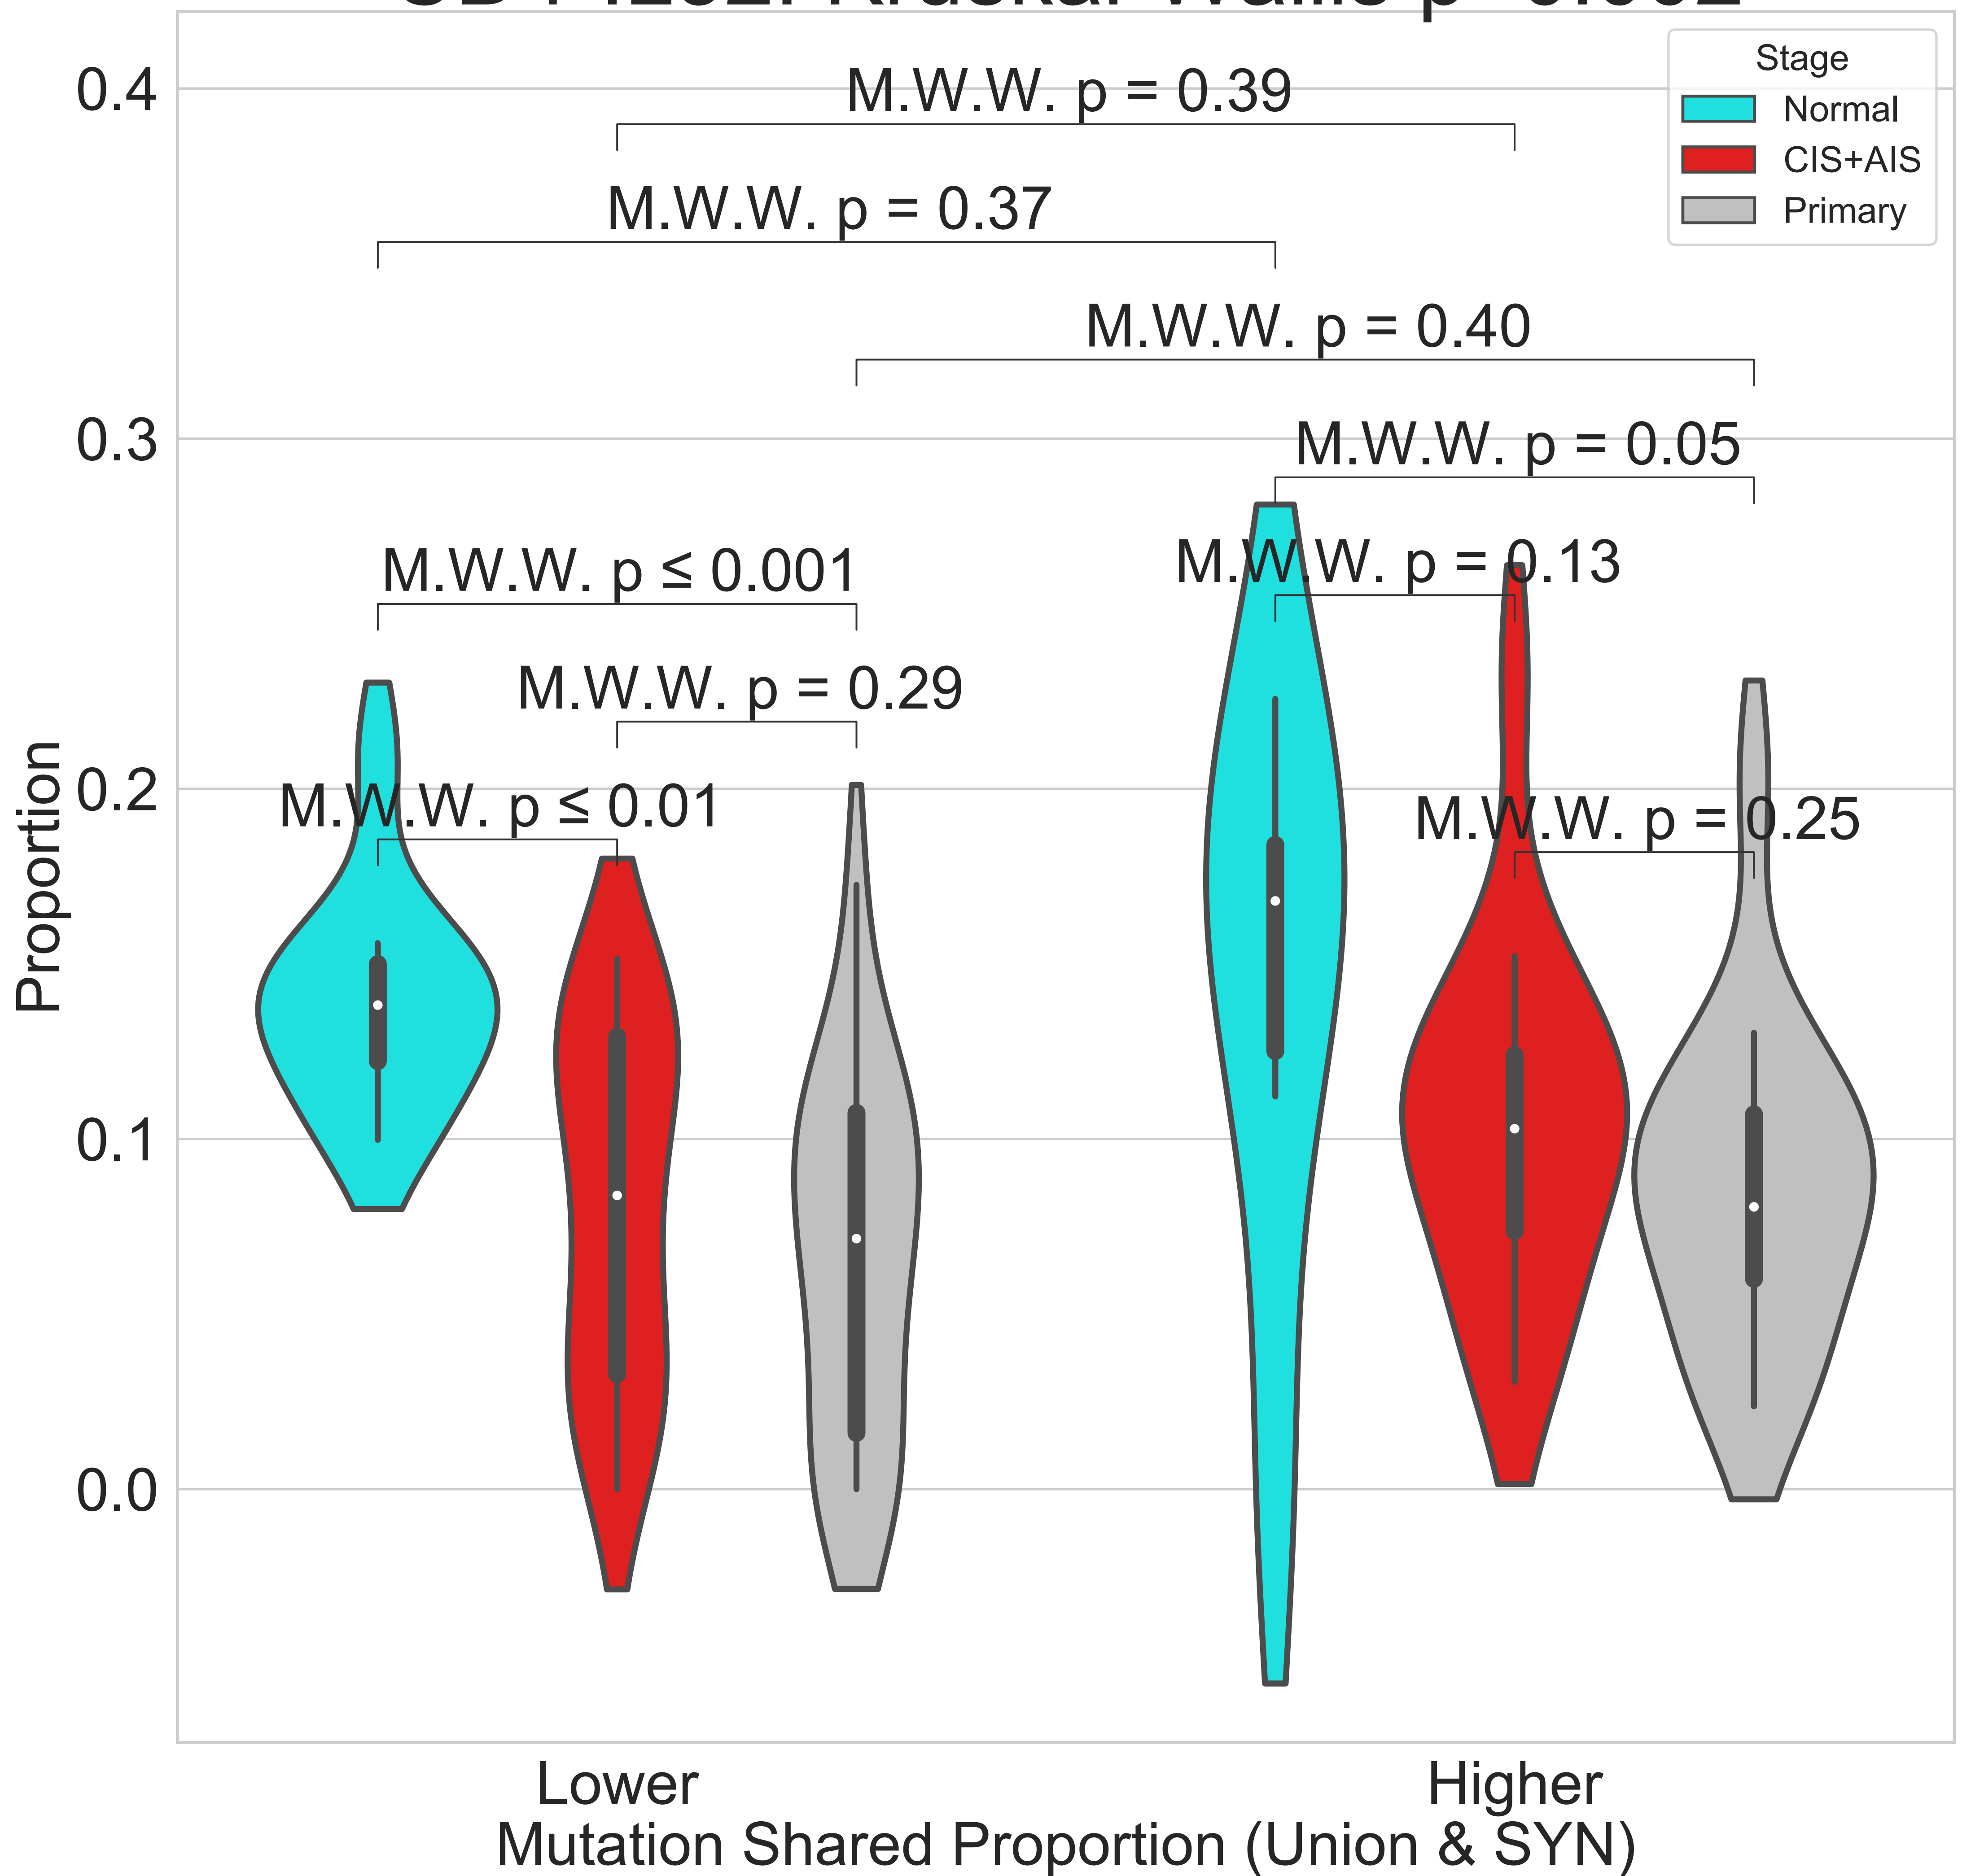 Stage
Normal
CIS+AIS
Primary
M.W.W. p = 0.39
M.W.W. p = 0.37
M.W.W. p = 0.40
M.W.W. p = 0.05
M.W.W. p = 0.13
M.W.W. p ≤ 0.001
M.W.W. p = 0.29
M.W.W. p ≤ 0.01
M.W.W. p = 0.25
0.4
0.3
0.2
0.1
0.0
Proportion
Lower
Higher
Mutation Shared Proportion (Union & SYN)